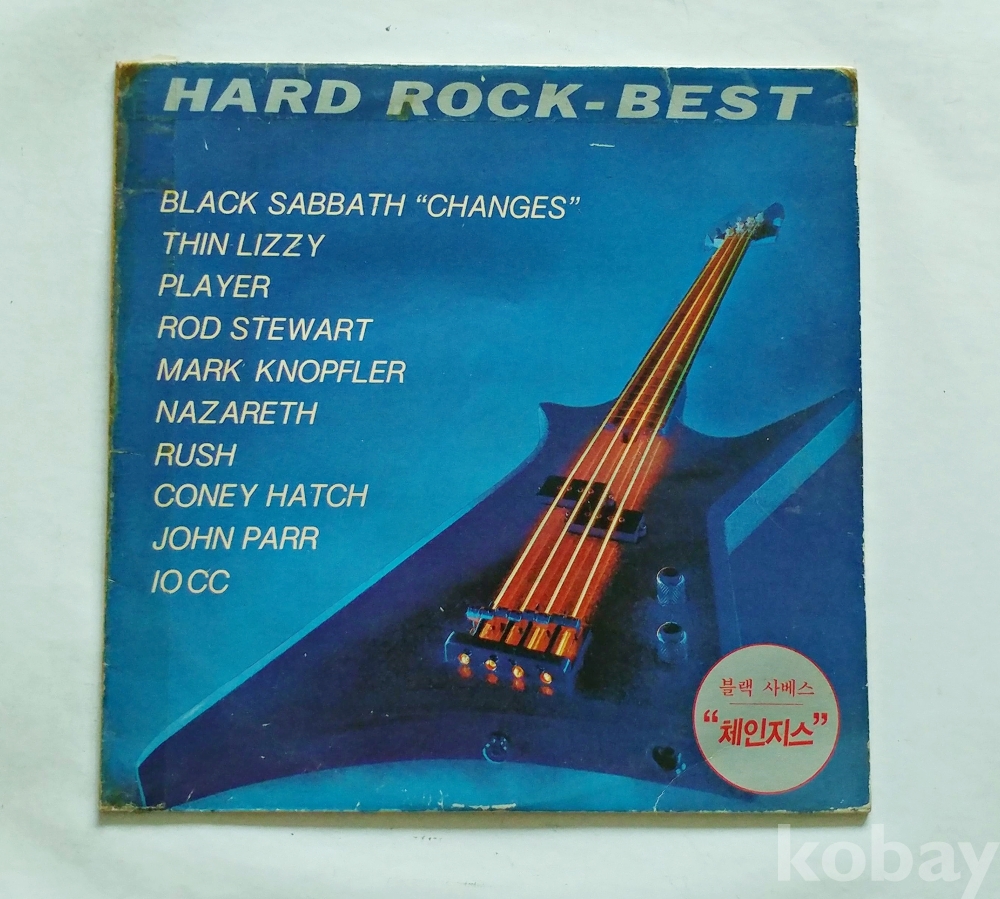 HARD ROCK-BEST
BLACK SABBATH “CHANGES”
THIN LIZZY
PLAYER
ROD STEWART
MARK KNOPFLER
NAZARETH
RUSH
CONEY HATCH
JOHN PARR
10 CC
블랙 사베스
“체인지스”
kobay